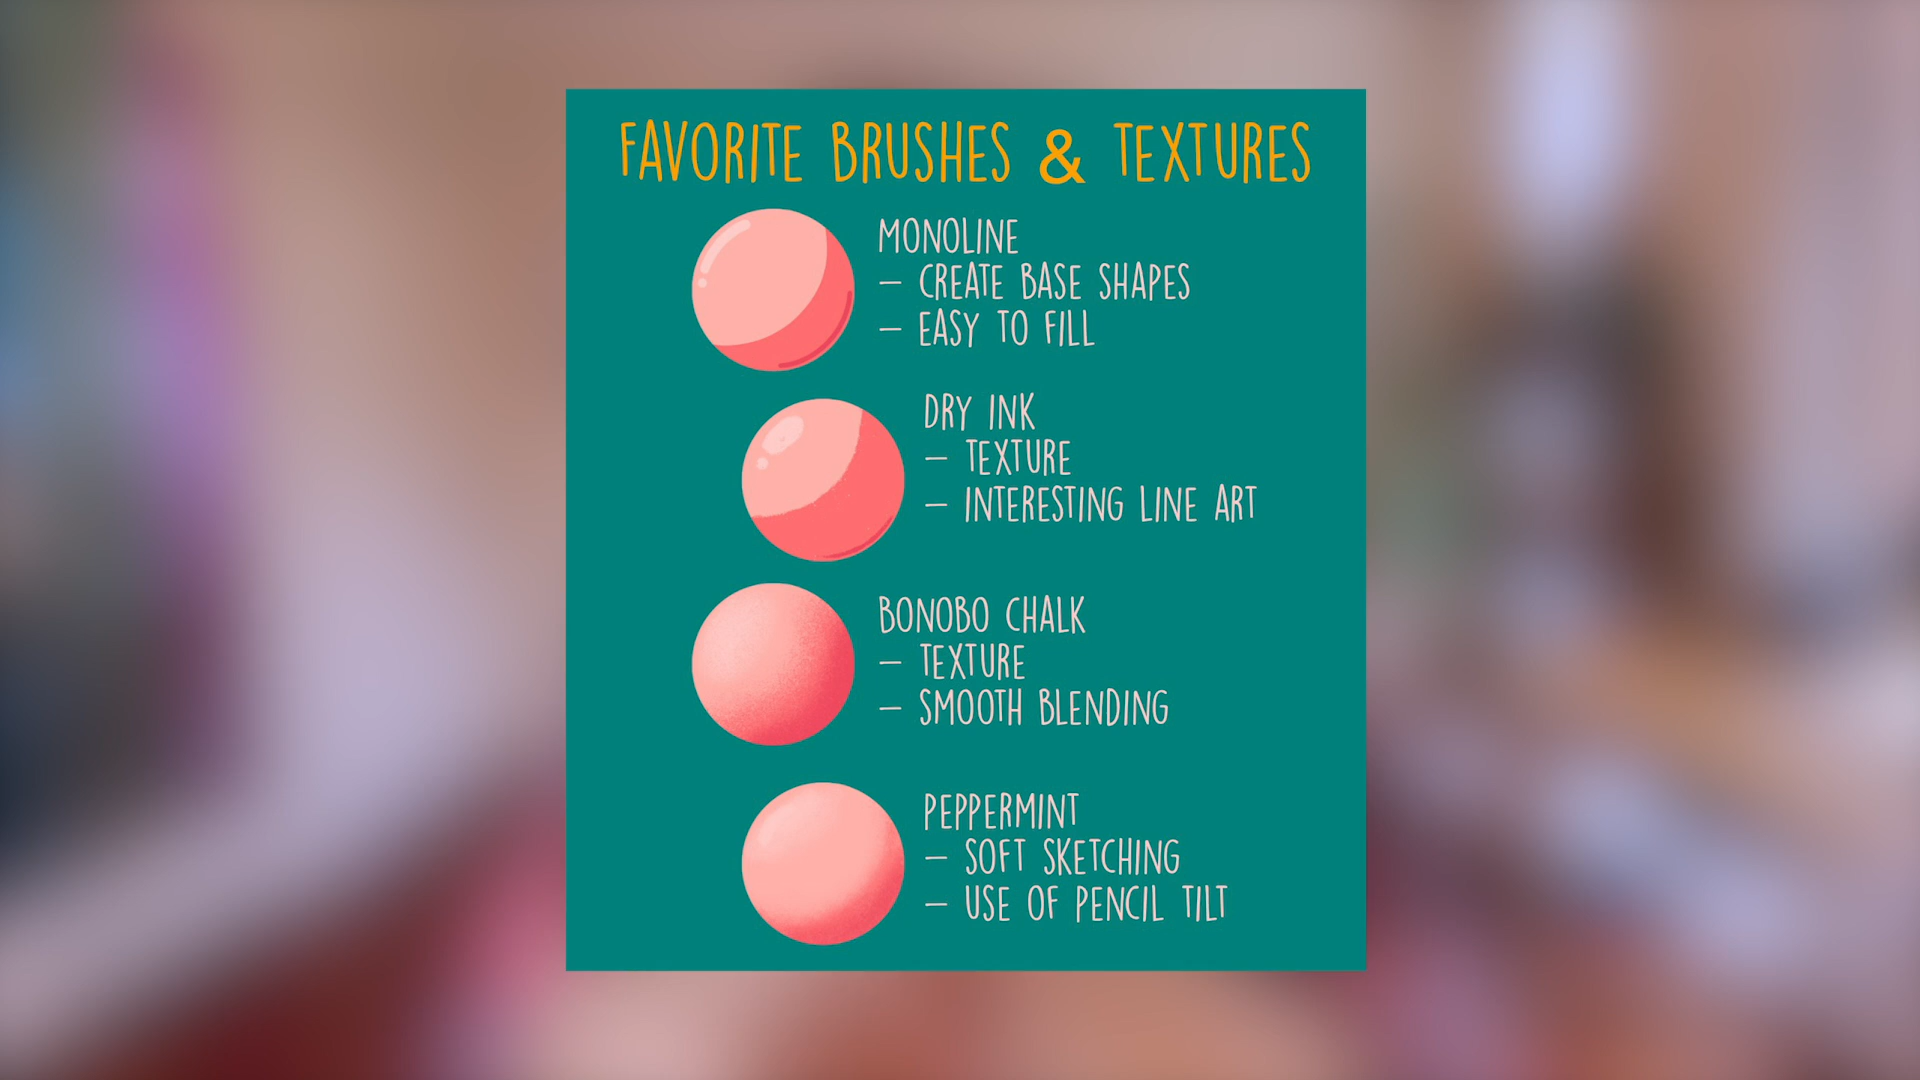 FAVORITE BRUSHES & TEXTURES
MONOLINE
– CREATE BASE SHAPES
– EASY TO FILL
DRY INK
– TEXTURE
– INTERESTING LINE ART
BONOBO CHALK
– TEXTURE
– SMOOTH BLENDING
PEPPERMINT
– SOFT SKETCHING
– USE OF PENCIL TILT